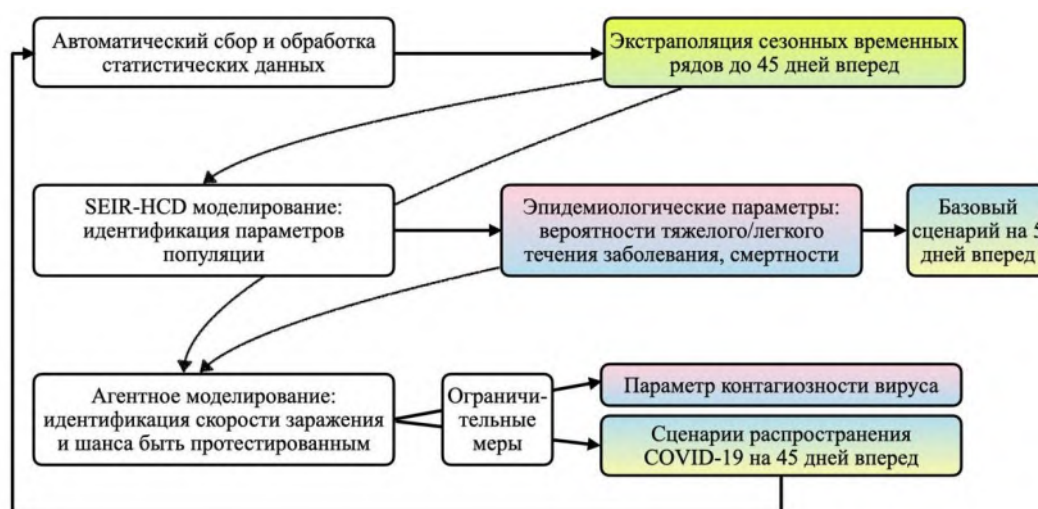 Автоматический сбор и обработка
статистических данных
Экстраполяция сезонных временных
рядов до 45 дней вперед
SEIR-HCD моделирование:
идентификация параметров
популяции
Эпидемиологические параметры:
вероятности тяжелого/легкого
течения заболевания, смертности
Базовый
сценарий на
дней вперед
Агентное моделирование:
идентификация скорости заражения
и шанса быть протестированным
Ограничи-
тельные
меры
Параметр контагиозности вируса
Сценарии распространения
COVID-19 на 45 дней вперед